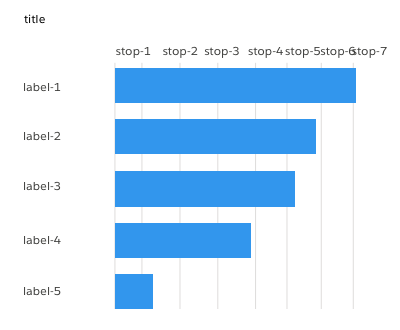 title
stop-1 stop-2 stop-3 stop-4 stop-5 stop-6 stop-7
label-1
label-2
label-3
label-4
label-5